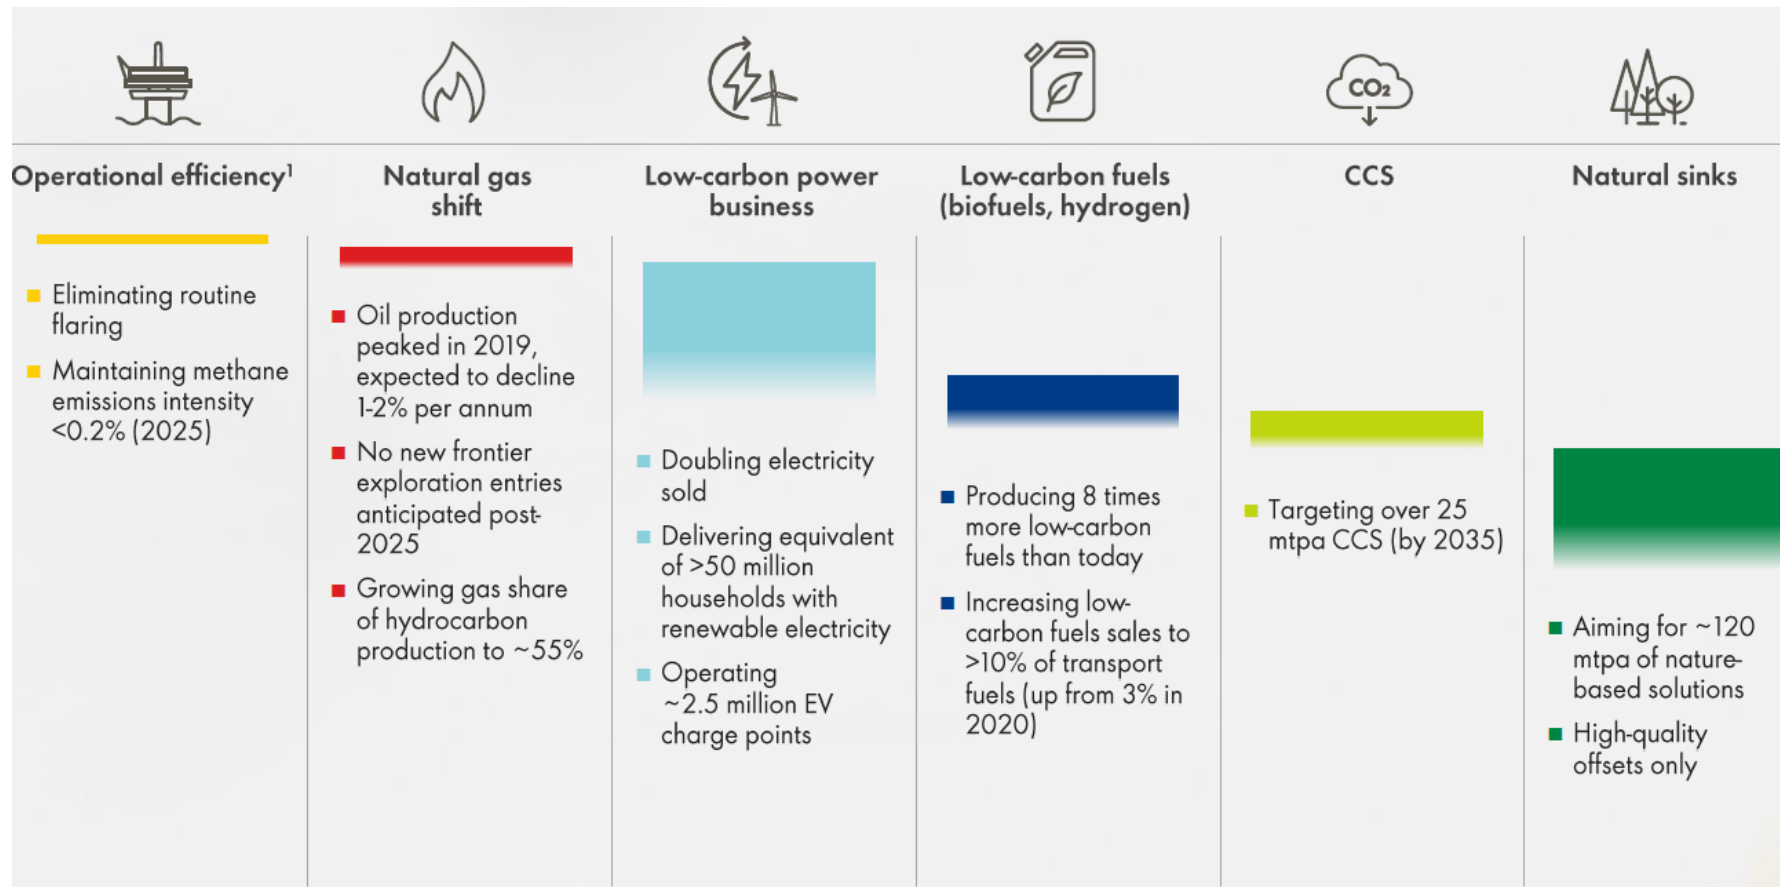 CO₂
Operational efficiency¹
Eliminating routine
flaring
Maintaining methane
emissions intensity
<0.2% (2025)
Natural gas
shift
Oil production
peaked in 2019,
expected to decline
1-2% per annum
No new frontier
exploration entries
anticipated post-
2025
Growing gas share
of hydrocarbon
production to ~55%
Low-carbon power
business
Doubling electricity
sold
Delivering equivalent
of >50 million
households with
renewable electricity
Operating
~2.5 million EV
charge points
Low-carbon fuels
(biofuels, hydrogen)
Producing 8 times
more low-carbon
fuels than today
Increasing low-
carbon fuels sales to
>10% of transport
fuels (up from 3% in
2020)
CCS
Targeting over 25
mtpa CCS (by 2035)
Natural sinks
Aiming for ~120
mtpa of nature-
based solutions
High-quality
offsets only